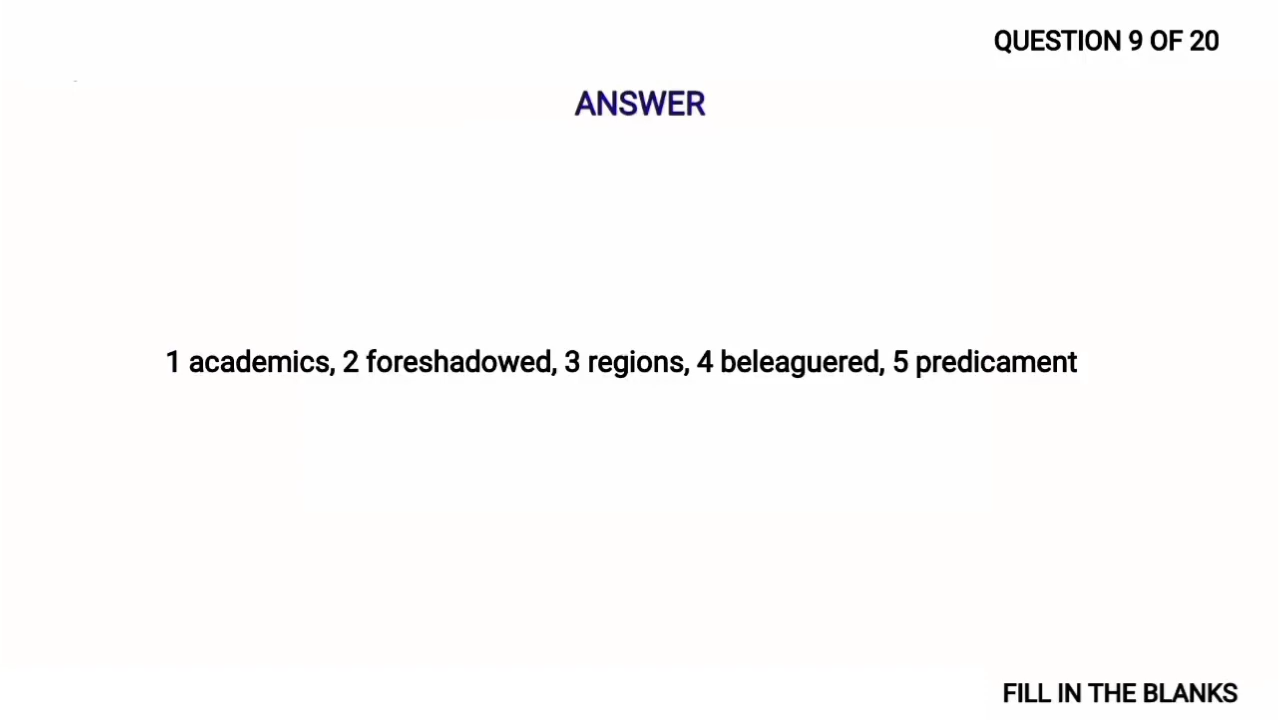 QUESTION 9 OF 20
ANSWER
1 academics, 2 foreshadowed, 3 regions, 4 beleaguered, 5 predicament
FILL IN THE BLANKS